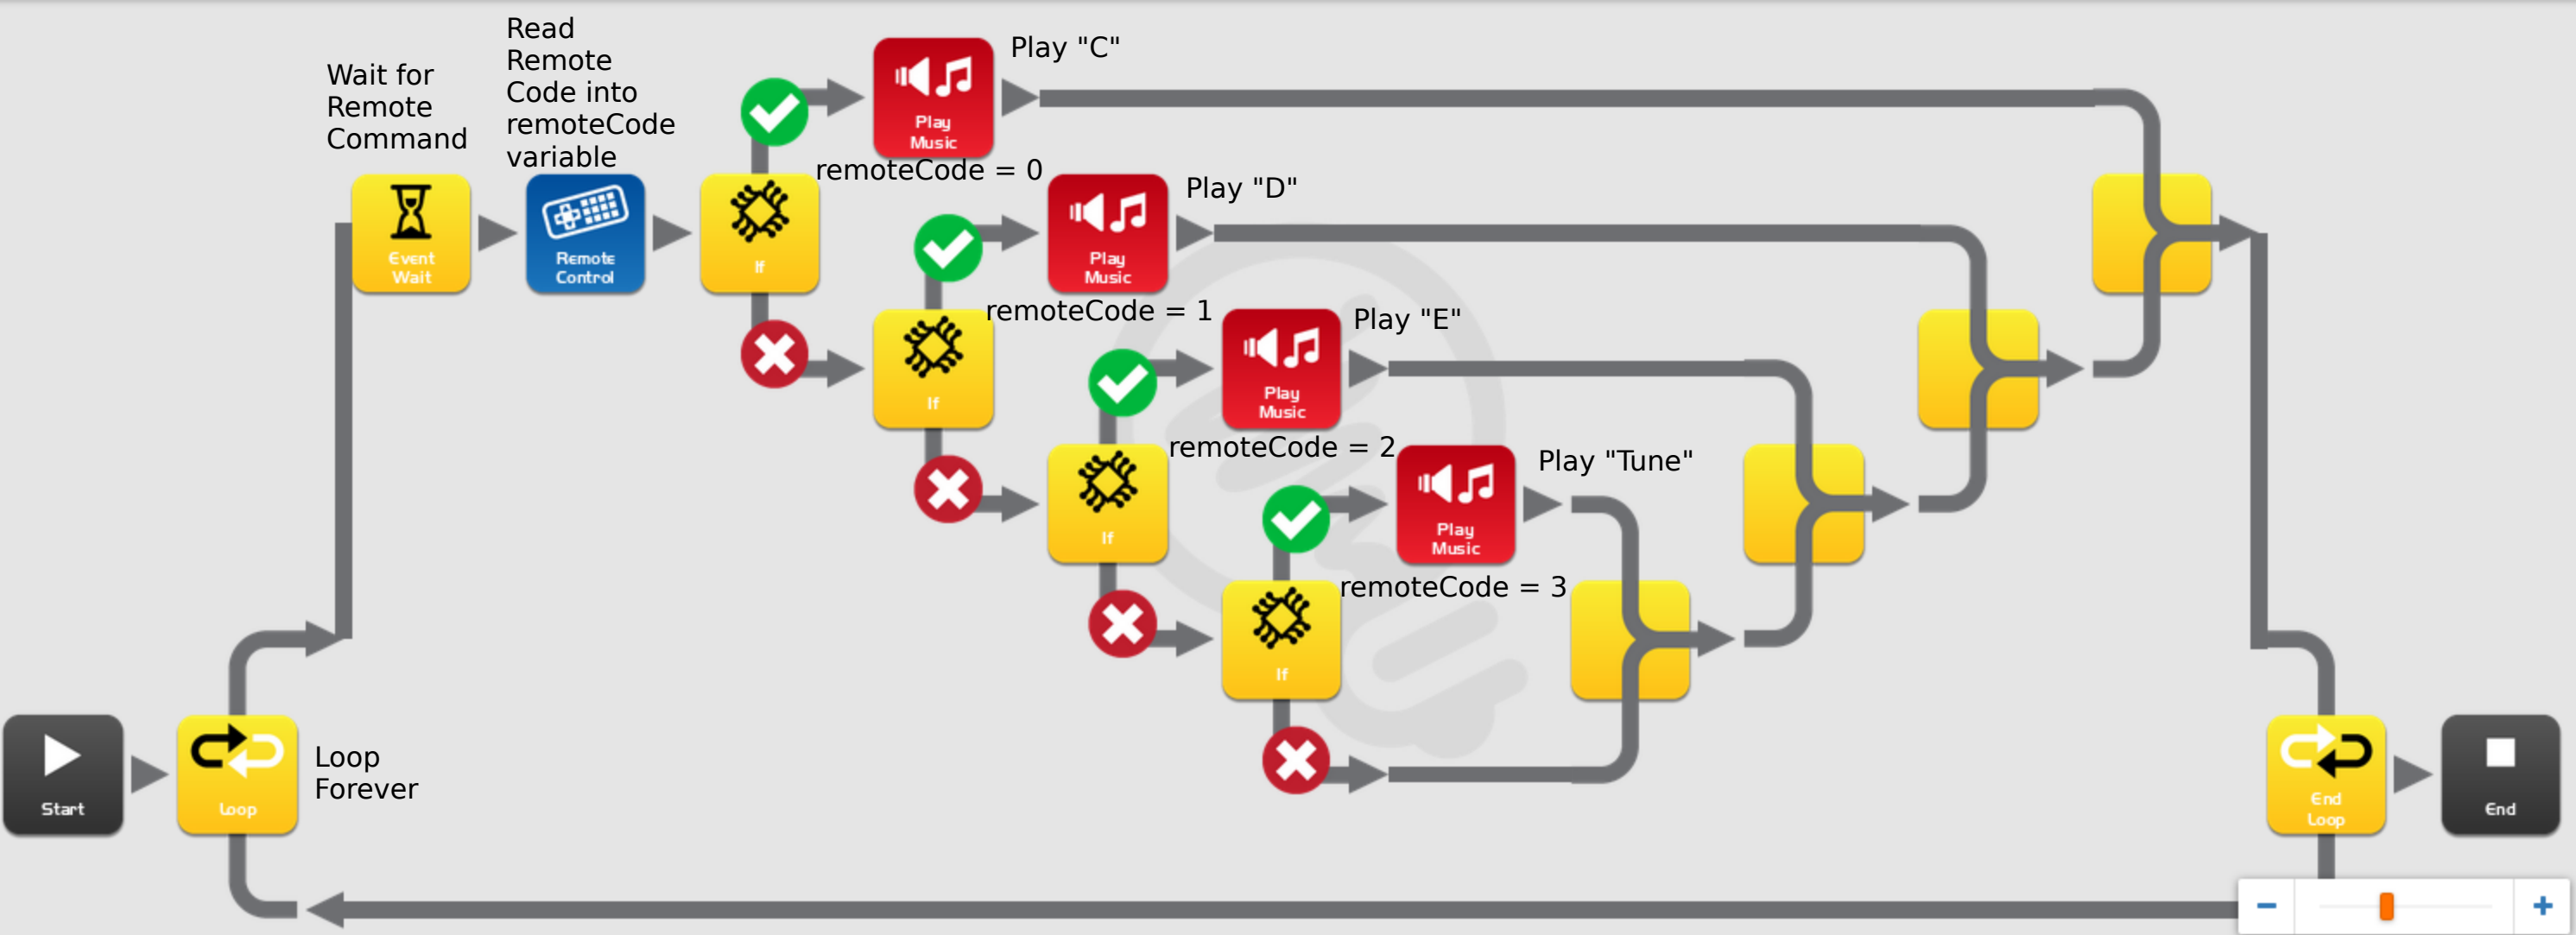 Read
Remote
Code into
remoteCode
variable
Wait for
Remote
Command
Play "C"
Play
Music
remoteCode = 0
Play "D"
Event
Wait
Remote
Control
If
Play
Music
remoteCode = 1
Play "E"
If
Play
Music
remoteCode = 2
Play "Tune"
If
Play
Music
remoteCode = 3
If
Start
Loop
Loop
Forever
End
Loop
End